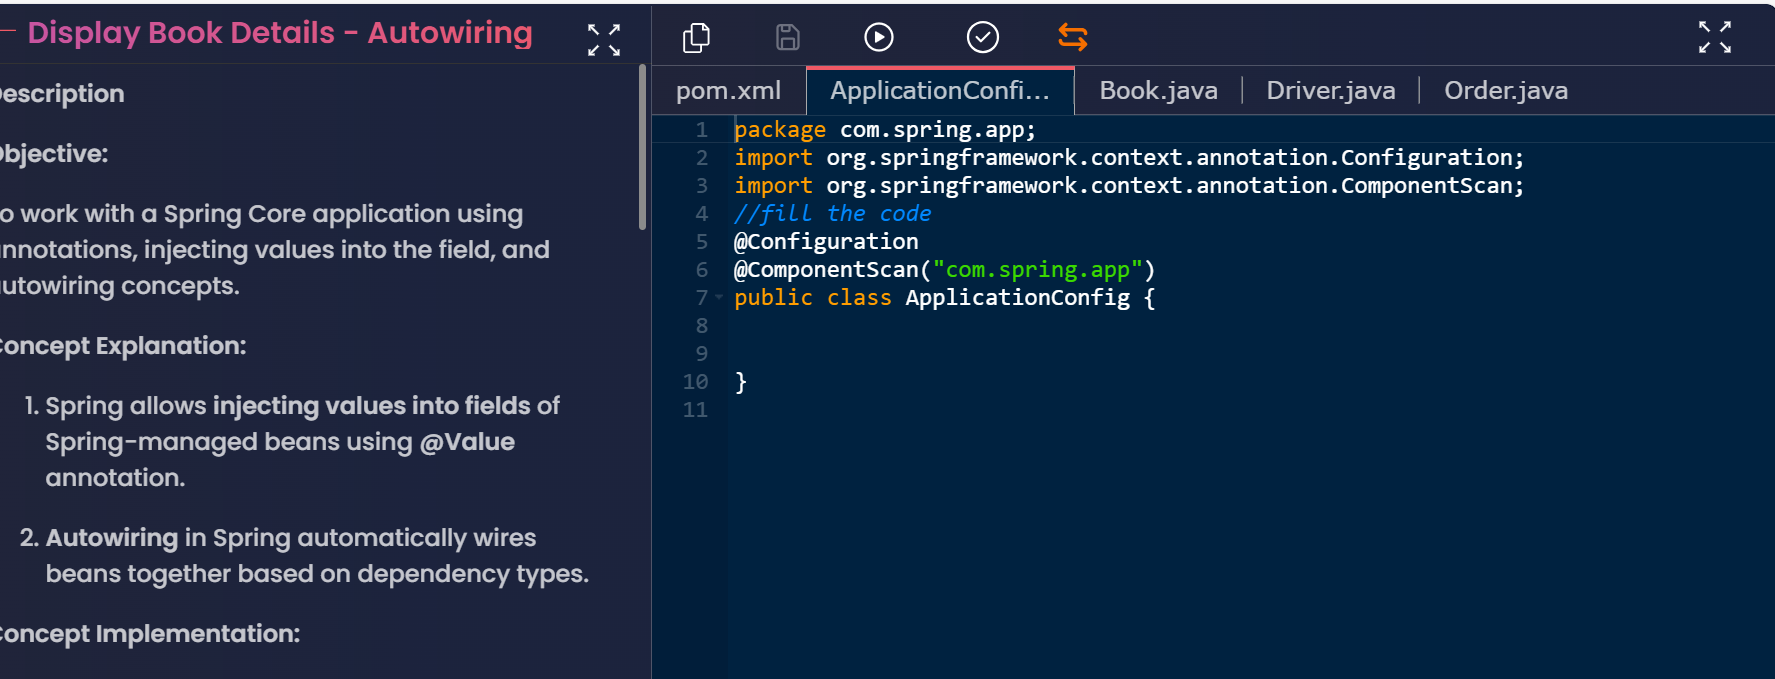 Display Book Details - Autowiring
escription
bjective:
o work with a Spring Core application using
nnotations, injecting values into the field, and
utowiring concepts.
oncept Explanation:
1. Spring allows injecting values into fields of
Spring-managed beans using @Value
annotation.
2. Autowiring in Spring automatically wires
beans together based on dependency types.
oncept Implementation:
pom.xml ApplicationConfi... Book.java Driver.java Order.java
1 package com.spring.app;
2 import org.springframework.context.annotation.Configuration;
3 import org.springframework.context.annotation.ComponentScan;
4 //fill the code
5 @Configuration
6 @ComponentScan("com.spring.app")
7 public class ApplicationConfig {
8
9
10 }
11